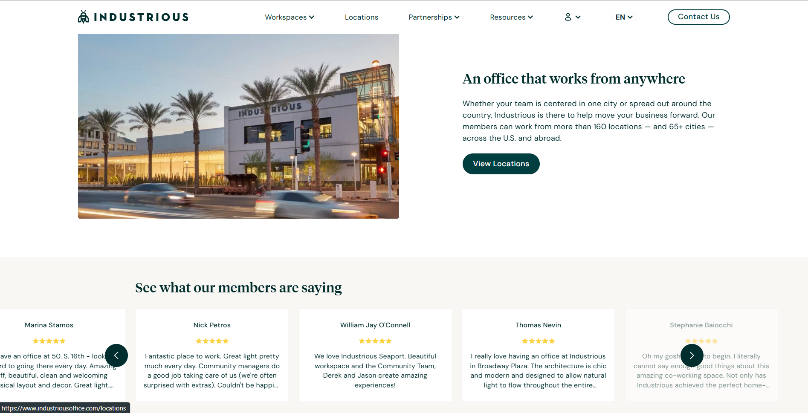 INDUSTRIOUS
Workspaces
Locations
Partnerships
Resources
EN
Contact Us
INDUSTRIOUS
An office that works from anywhere
Whether your team is centered in one city or spread out around the
country, Industrious is there to help move your business forward. Our
members can work from more than 160 locations — and 65+ cities —
across the U.S. and abroad.
View Locations
See what our members are saying
Marina Stamos
ave an office at 50. S. 16th - look
d to going there every day. Amazing
ff, beautiful, clean and welcoming
sical layout and decor. Great light....
Nick Petros
I antastic place to work. Great light pretty
much every day. Community managers do
a good job taking care of us (we're often
surprised with extras). Couldn't be happi...
William Jay O'Connell
We love Industrious Seaport. Beautiful
workspace and the Community Team,
Derek and Jason create amazing
experiences!
Thomas Nevin
I really love having an office at Industrious
in Broadway Plaza. The architecture is chic
and modern and designed to allow natural
light to flow throughout the entire...
Stephanie Baiocchi
Oh my gosh to begin. I literally
cannot say enough good things about this
amazing co-working space. Not only has
Industrious achieved the perfect home-...
https://www.industriousoffice.com/locations